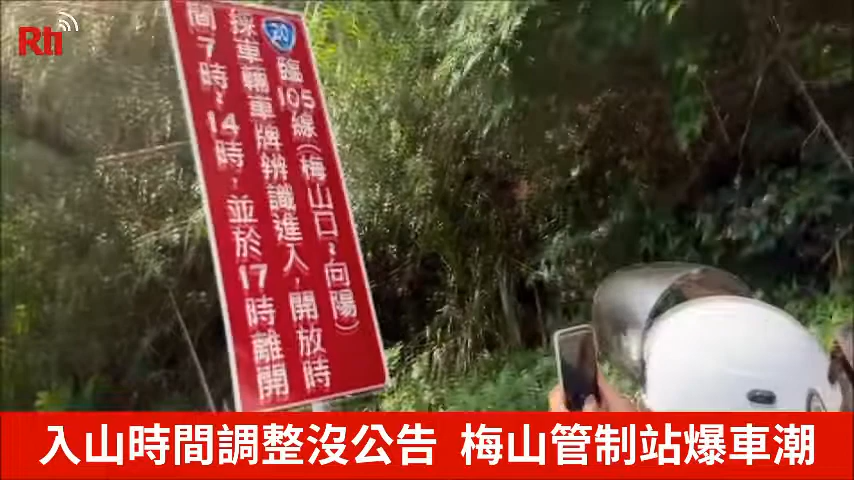 Rti
20
臨105線(梅山口~向陽)
採車輛車牌辨識進入,開放時
間7時~14時,並於17時離開
入山時間調整沒公告 梅山管制站爆車潮